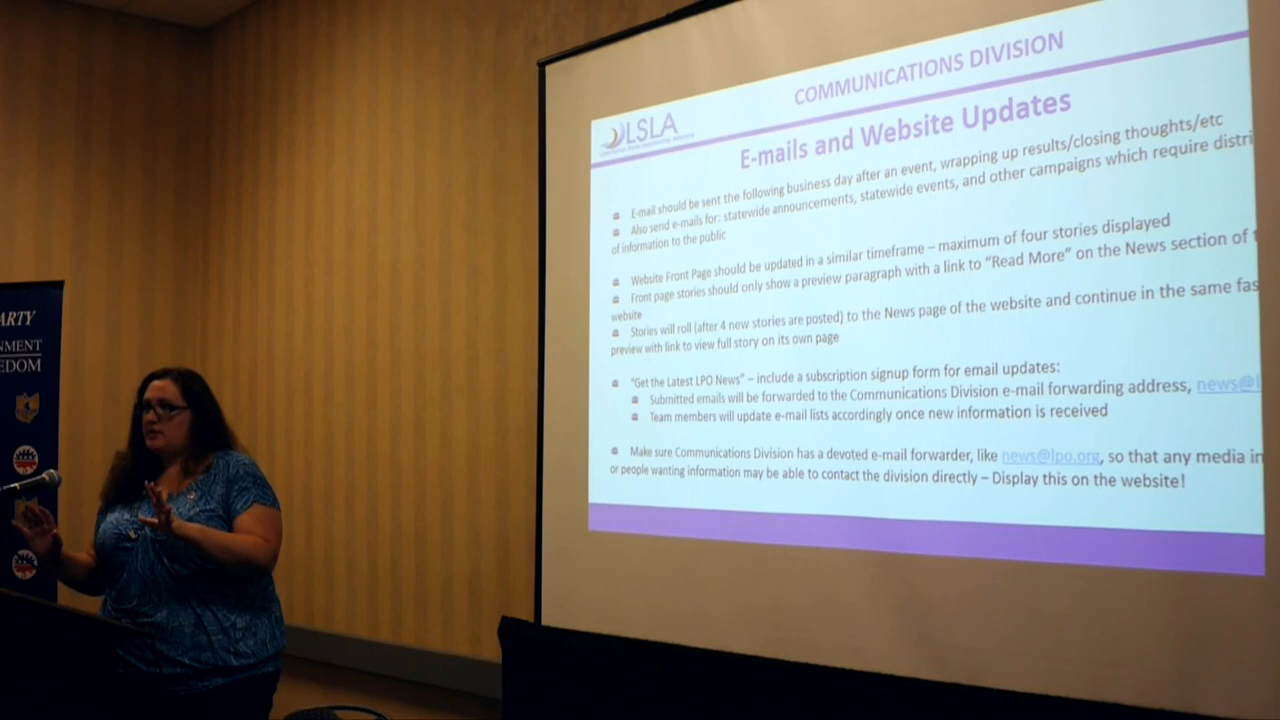 COMMUNICATIONS DIVISION
LSLA
E-mails and Website Updates
E-mail should be sent the following business day after an event, wrapping up results/closing thoughts/etc
Also send e-mails for: statewide announcements, statewide events, and other campaigns which require distri
of information to the public
Website Front Page should be updated in a similar timeframe – maximum of four stories displayed
Front page stories should only show a preview paragraph with a link to “Read More” on the News section of t
website
Stories will roll (after 4 new stories are posted) to the News page of the website and continue in the same fas
preview with link to view full story on its own page
“Get the Latest LPO News” – include a subscription signup form for email updates:
Submitted emails will be forwarded to the Communications Division e-mail forwarding address, news@l
Team members will update e-mail lists accordingly once new information is received
Make sure Communications Division has a devoted e-mail forwarder, like news@lpo.org, so that any media in
or people wanting information may be able to contact the division directly – Display this on the website!
ARTY
NMENT
EDOM